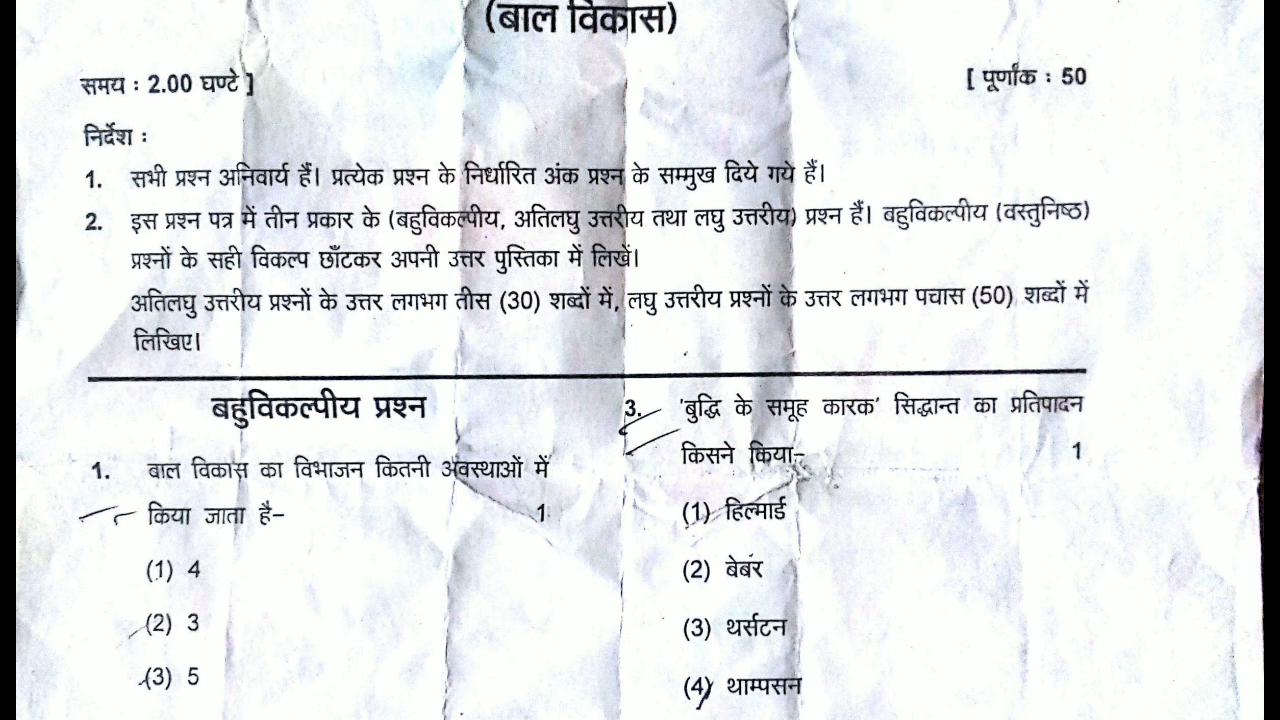 (बाल विकास)
समय : 2.00 घण्टे ]
[ पूर्णांक : 50
निर्देश :
1. सभी प्रश्न अनिवार्य हैं। प्रत्येक प्रश्न के निर्धारित अंक प्रश्न के सम्मुख दिये गये हैं।
2. इस प्रश्न पत्र में तीन प्रकार के (बहुविकल्पीय, अतिलघु उत्तरीय तथा लघु उत्तरीय) प्रश्न हैं। बहुविकल्पीय (वस्तुनिष्ठ)
प्रश्नों के सही विकल्प छाँटकर अपनी उत्तर पुस्तिका में लिखें।
अतिलघु उत्तरीय प्रश्नों के उत्तर लगभग तीस (30) शब्दों में, लघु उत्तरीय प्रश्नों के उत्तर लगभग पचास (50) शब्दों में
लिखिए।
बहुविकल्पीय प्रश्न
1. बाल विकास का विभाजन कितनी अवस्थाओं में
किया जाता है– 1
(1) 4
(2) 3
(3) 5
3. 'बुद्धि के समूह कारक' सिद्धान्त का प्रतिपादन
किसने किया– 1
(1) हिल्मार्ड
(2) बेबर
(3) थर्सटन
(4) थाम्पसन